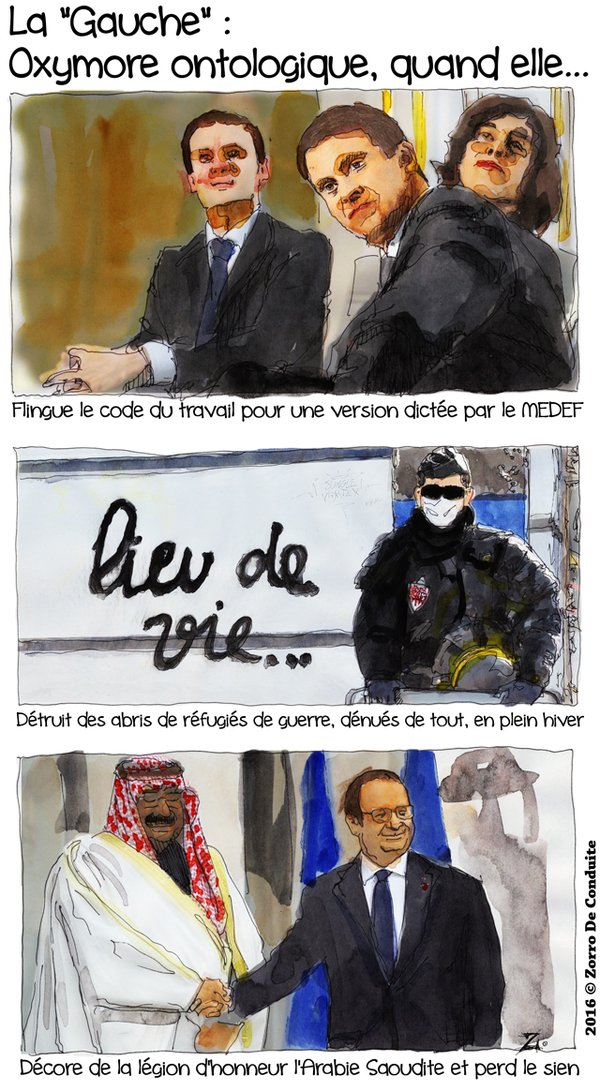 La "Gauche" :
Oxymore ontologique, quand elle...
Flingue le code du travail pour une version dictée par le MEDEF
lieu de
vie...
Détruit des abris de réfugiés de guerre, dénués de tout, en plein hiver
2016 © Zorro De Conduite
Décore de la légion d'honneur l'Arabie Saoudite et perd le sien